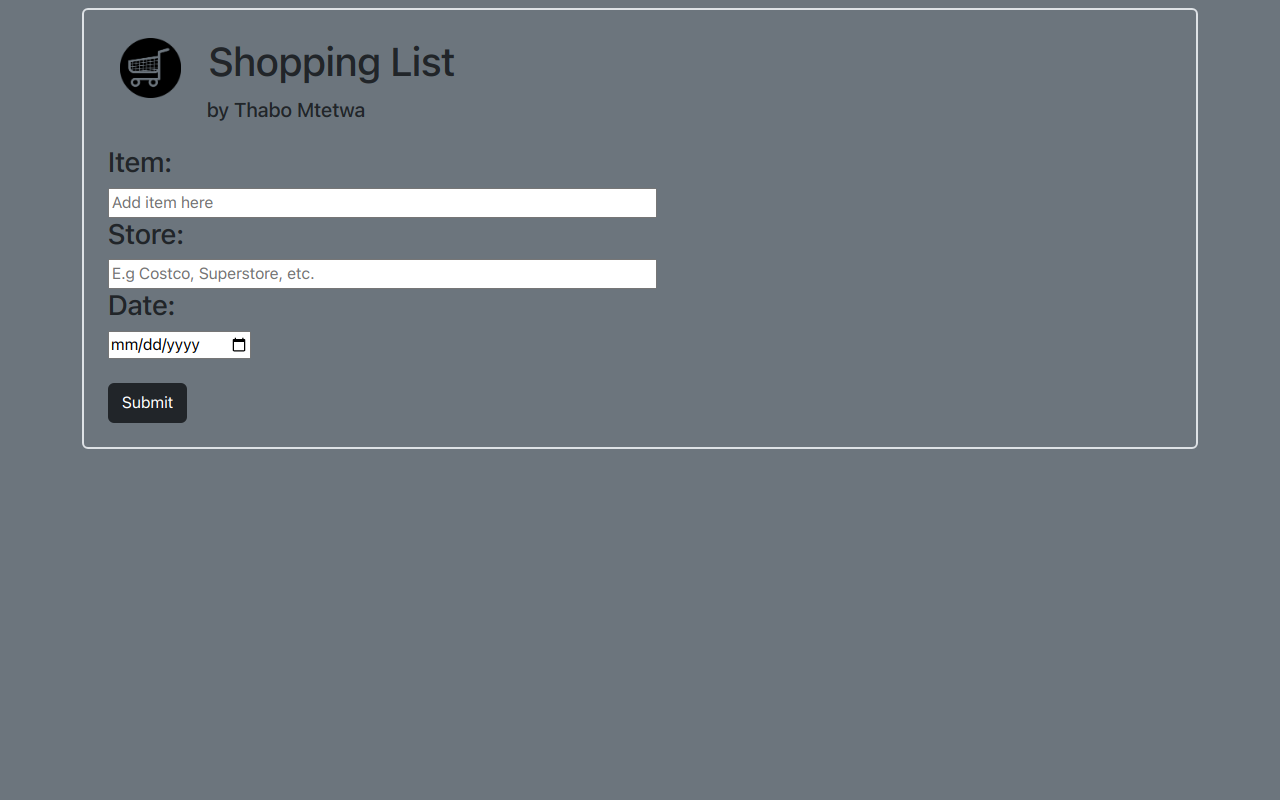 Shopping List
by Thabo Mtetwa
Item:
Add item here
Store:
E.g Costco, Superstore, etc.
Date:
mm/dd/yyyy
Submit